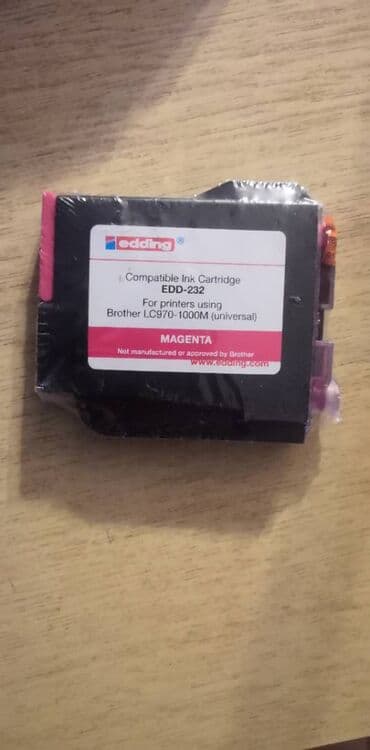 edding®
Compatible Ink Cartridge
EDD-232
For printers using
Brother LC970-1000M (universal)
MAGENTA
Not manufactured or approved by Brother
www.edding.com